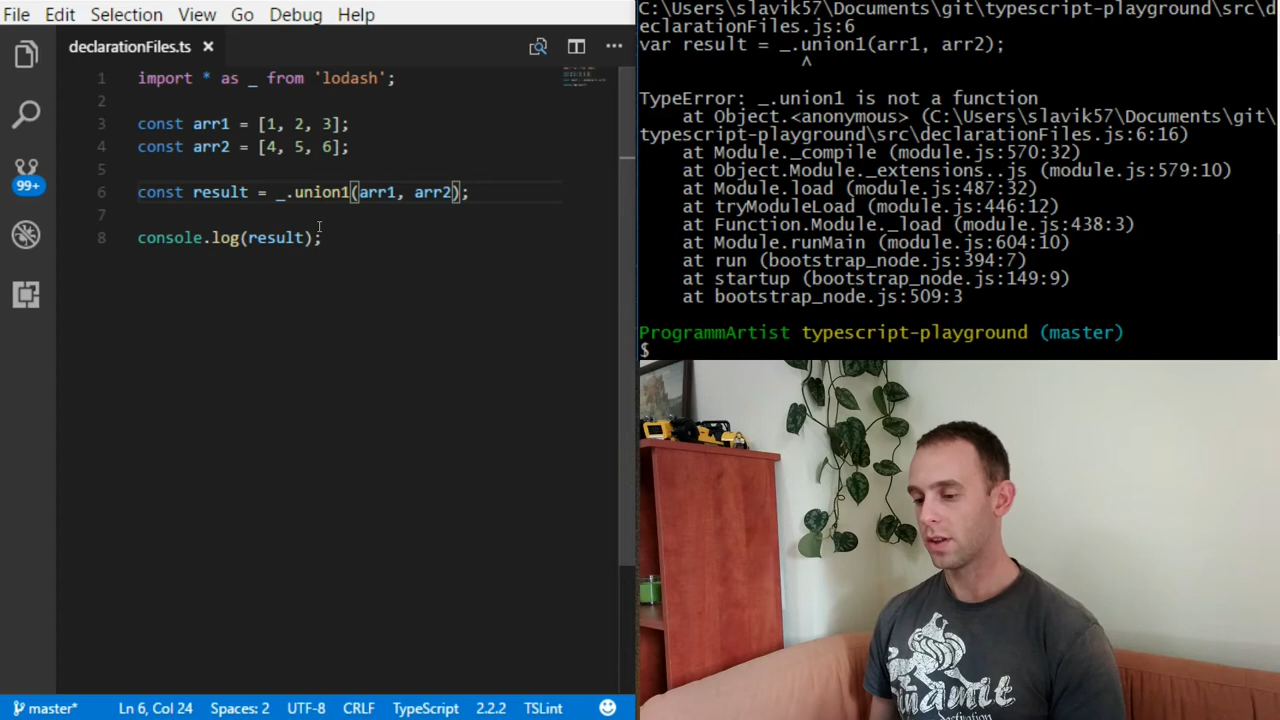 File Edit Selection View Go Debug Help
declarationFiles.ts
1 import * as _ from 'lodash';
2
3 const arr1 = [1, 2, 3];
4 const arr2 = [4, 5, 6];
5
6 const result = _.union1(arr1, arr2);
7
8 console.log(result);
99+
master* Ln 6, Col 24 Spaces: 2 UTF-8 CRLF TypeScript 2.2.2 TSLint
C:\Users\slavik57\Documents\git\typescript-playground\src\d
eclarationFiles.js:6
var result = _.union1(arr1, arr2);
^
TypeError: _.union1 is not a function
at Object.<anonymous> (C:\Users\slavik57\Documents\git\
typescript-playground\src\declarationFiles.js:6:16)
at Module._compile (module.js:570:32)
at Object.Module._extensions..js (module.js:579:10)
at Module.load (module.js:487:32)
at tryModuleLoad (module.js:446:12)
at Function.Module._load (module.js:438:3)
at Module.runMain (module.js:604:10)
at run (bootstrap_node.js:394:7)
at startup (bootstrap_node.js:149:9)
at bootstrap_node.js:509:3
ProgrammArtist typescript-playground (master)
$